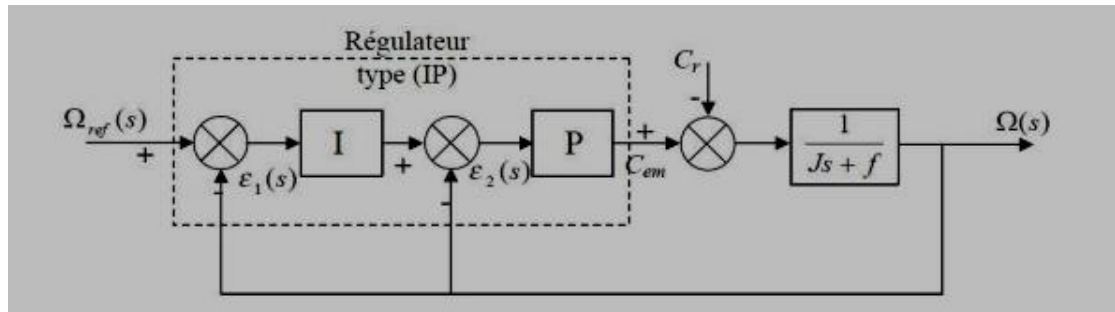 Régulateur
type (IP)
C_r
-
Ω_ref(s)
+
I
+
P
+
C_em
1
Js + f
Ω(s)
ε_1(s)
-
ε_2(s)
-